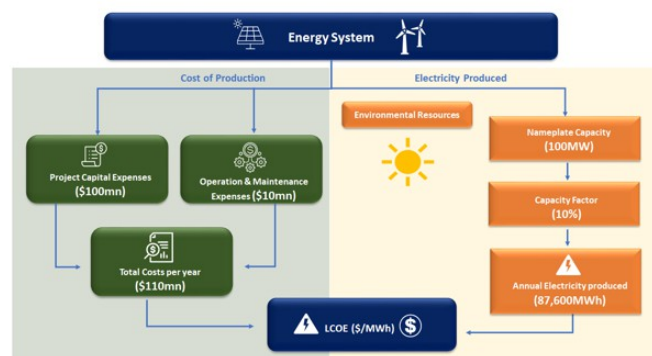 Energy System
Cost of Production
Electricity Produced
Environmental Resources
Project Capital Expenses
($100mn)
Operation & Maintenance
Expenses ($10mn)
Nameplate Capacity
(100MW)
Capacity Factor
(10%)
Total Costs per year
($110mn)
Annual Electricity produced
(87,600MWh)
LCOE ($/MWh)